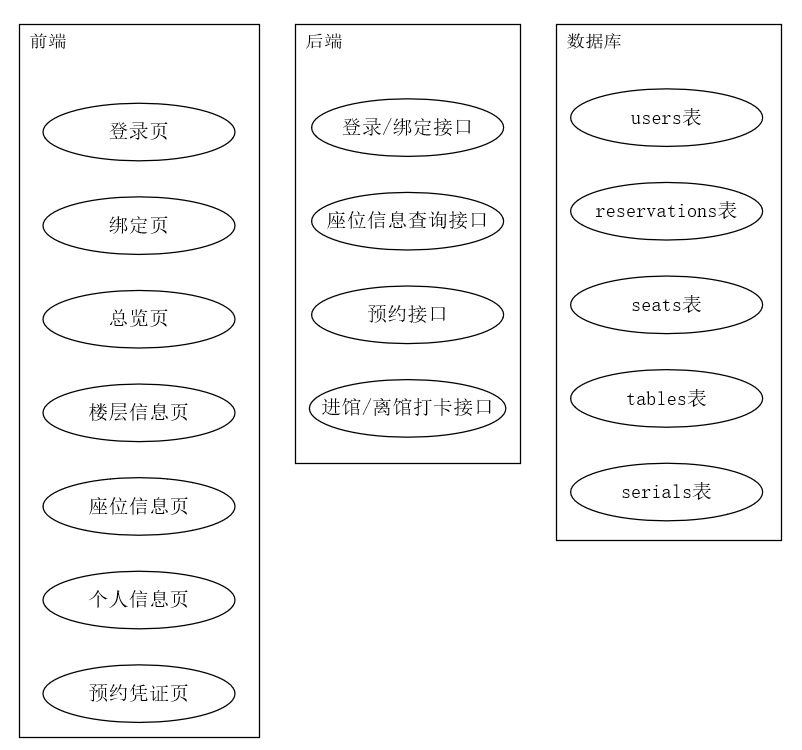 前端
登录页
绑定页
总览页
楼层信息页
座位信息页
个人信息页
预约凭证页
后端
登录/绑定接口
座位信息查询接口
预约接口
进馆/离馆打卡接口
数据库
users表
reservations表
seats表
tables表
serials表